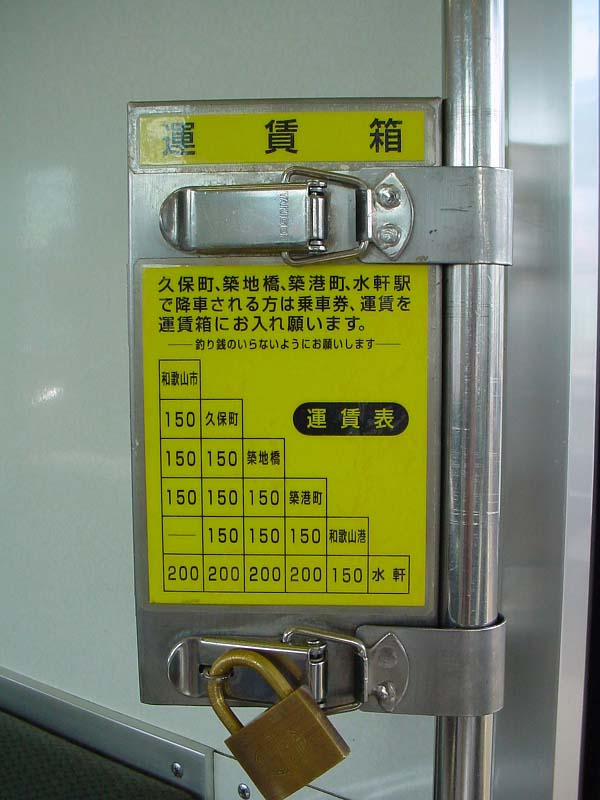 運賃箱
久保町、築地橋、築港町、水軒駅
で降車される方は乗車券、運賃を
運賃箱にお入れ願います。
釣り銭のいらないようにお願いします
和歌山市
150 久保町 運賃表
150 150 築地橋
150 150 150 築港町
— 150 150 150 和歌山港
200 200 200 200 150 水軒